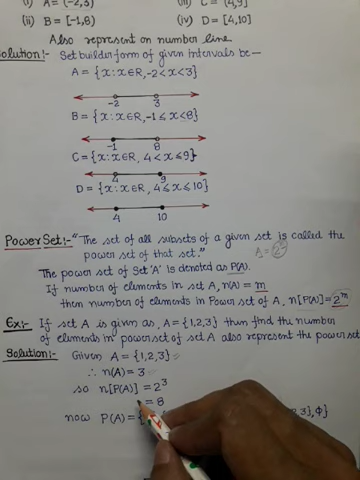 (i) A = (-2,3) (iii) C = (4,9]
(ii) B = [-1,8) (iv) D = [4,10]
Also represent on number line
Solution:- Set builder form of given intervals be—
A = {x : x∈R, -2 < x < 3}
-2 3
B = {x : x∈R, -1 ≤ x < 8}
-1 8
C = {x : x∈R, 4 < x ≤ 9}
4 9
D = {x : x∈R, 4 ≤ x ≤ 10}
4 10
Power Set:- "The set of all subsets of a given set is called the
power set of that set."
The power set of Set 'A' is denoted as P(A).
If number of elements in set A, n(A) = m
then number of elements in Power set of A, n[P(A)] = 2^m
Ex:- If set A is given as, A = {1,2,3} then find the number
of elements in power set of set A also represent the power set
Solution:- Given A = {1,2,3}
∴ n(A) = 3
so n[P(A)] = 2³
= 8
now P(A) = { 3}, Φ}